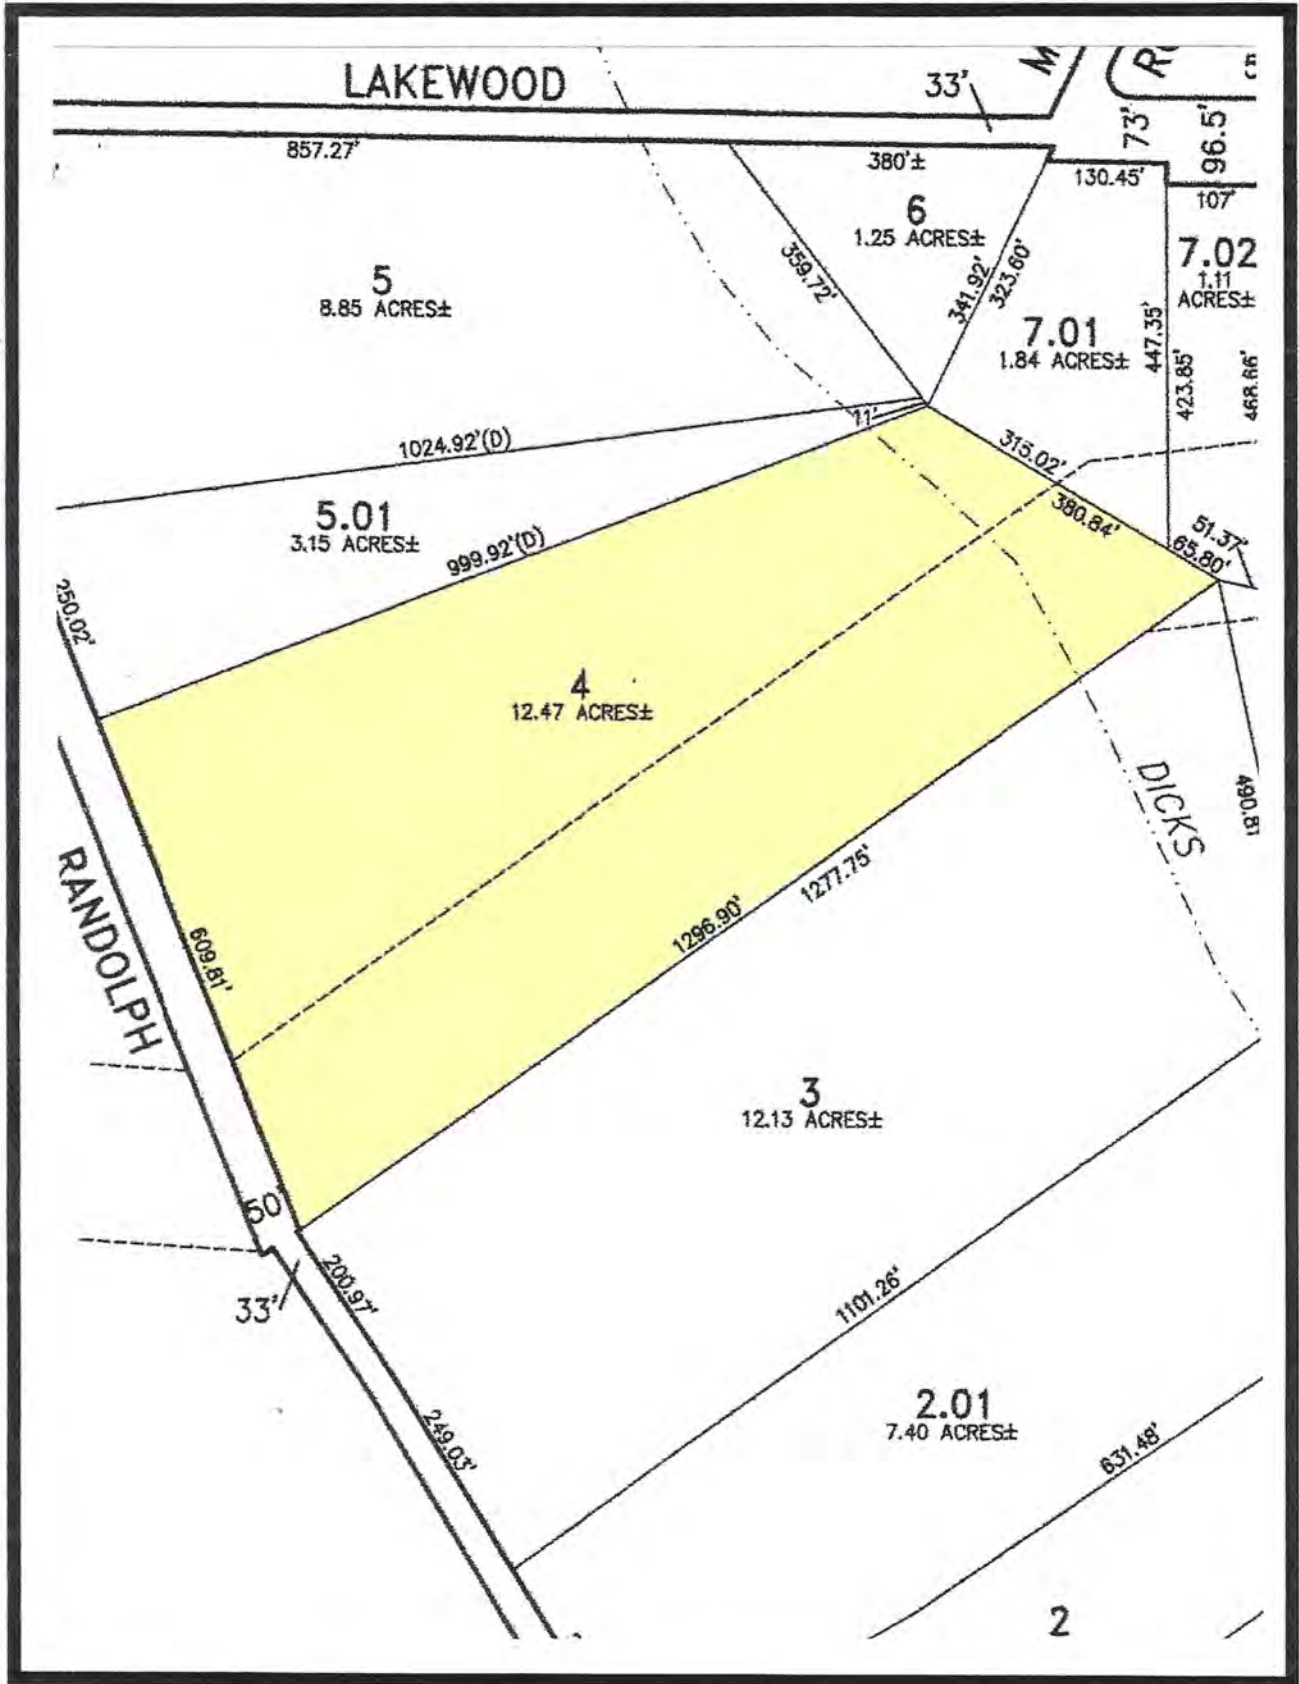 LAKEWOOD
33'
M
73'
96.5'
857.27'
380'±
130.45'
107'
6
1.25 ACRES±
7.02
1.11
ACRES±
5
8.85 ACRES±
359.72'
341.92'
323.60'
7.01
1.84 ACRES±
447.35'
423.85'
468.66'
11'
1024.92'(D)
315.02'
5.01
3.15 ACRES±
999.92'(D)
380.84'
51.37'
65.80'
250.02'
4
12.47 ACRES±
DICKS
490.81
RANDOLPH
609.81'
1277.75'
1296.90'
3
12.13 ACRES±
50'
33'
200.97'
1101.26'
2.01
7.40 ACRES±
249.03'
631.48'
2